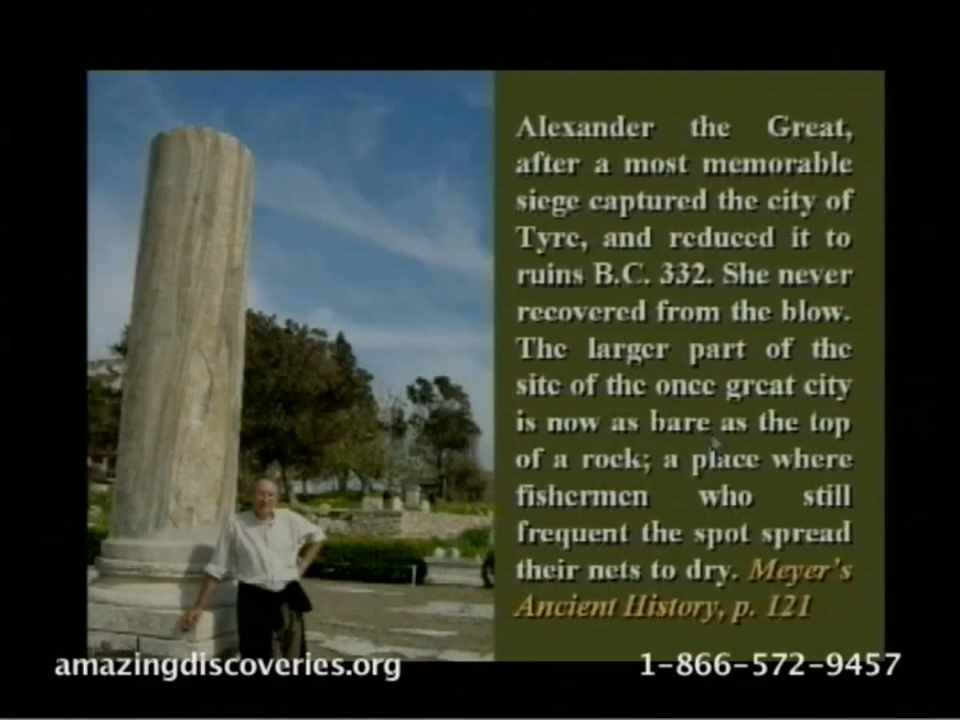 Alexander the Great,
after a most memorable
siege captured the city of
Tyre, and reduced it to
ruins B.C. 332. She never
recovered from the blow.
The larger part of the
site of the once great city
is now as bare as the top
of a rock; a place where
fishermen who still
frequent the spot spread
their nets to dry. Meyer's
Ancient History, p. 121
amazingdiscoveries.org
1-866-572-9457